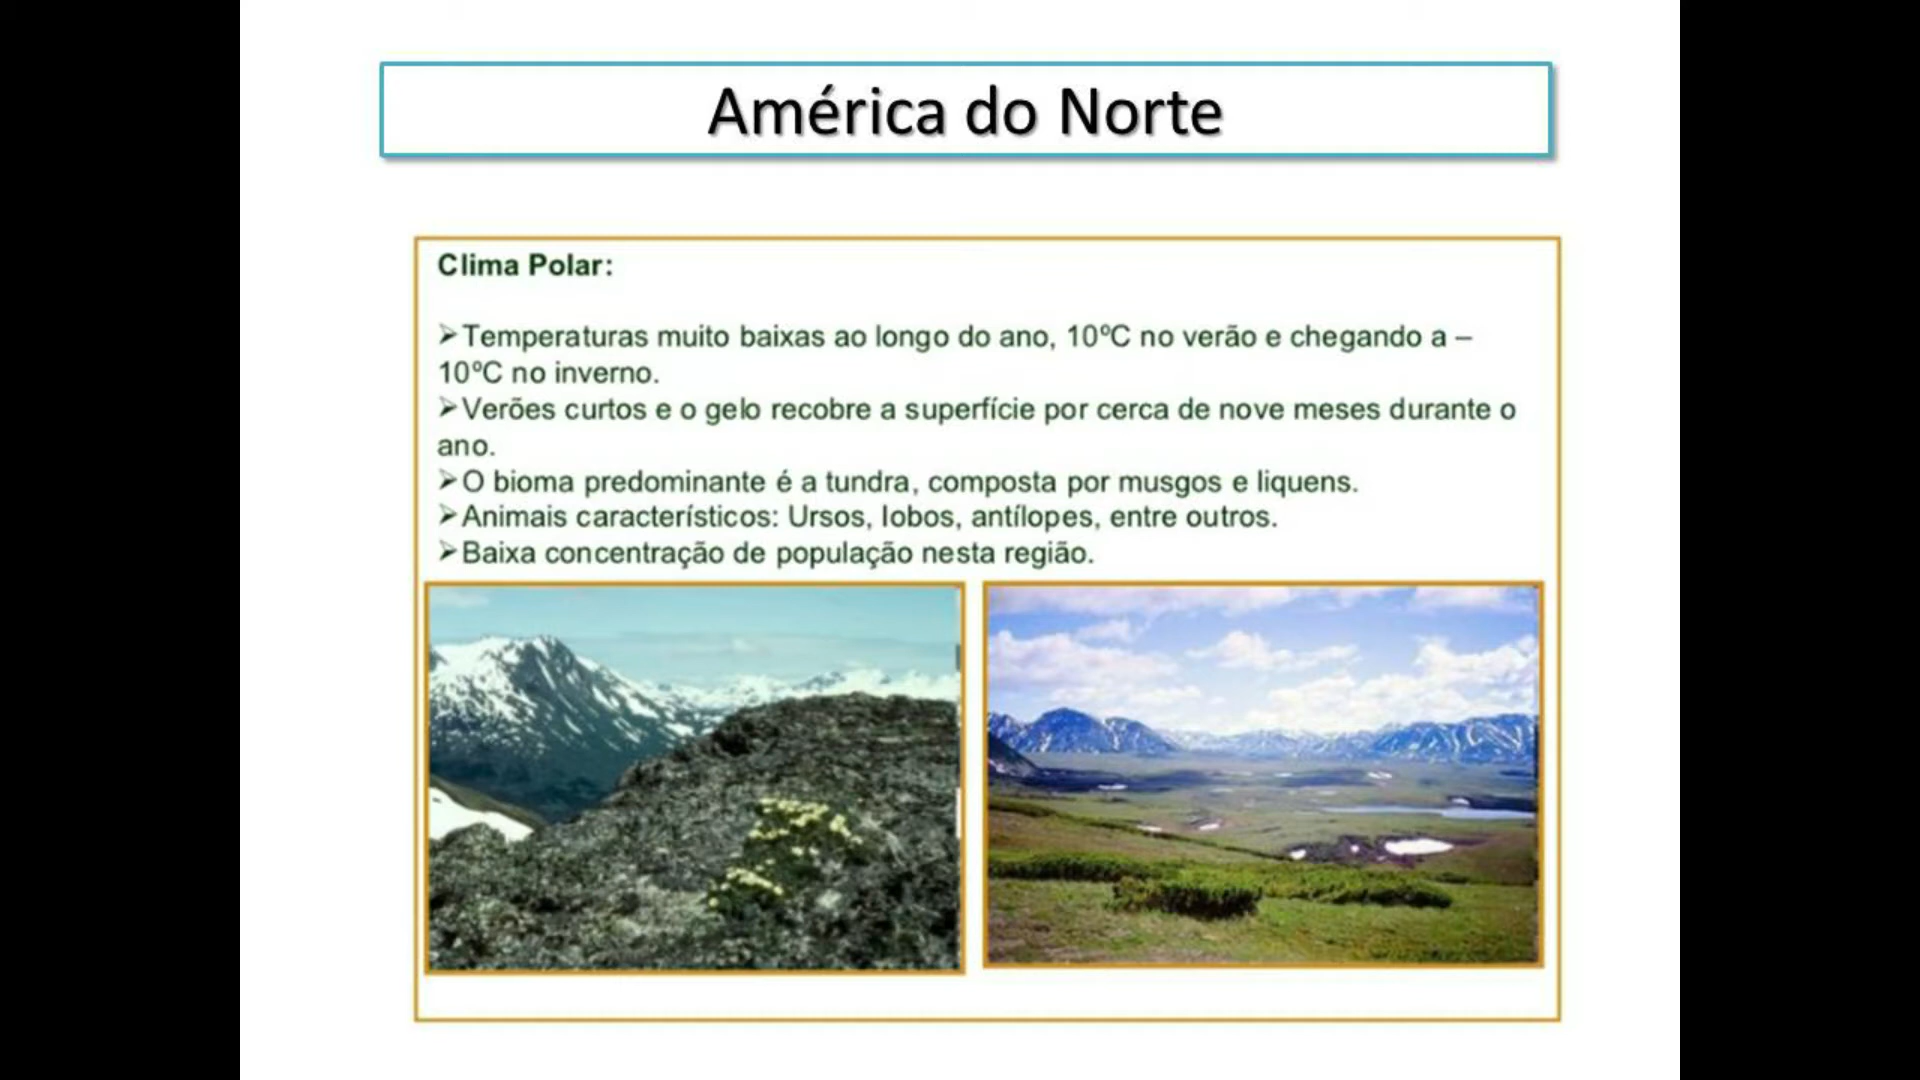 América do Norte
Clima Polar:
➢Temperaturas muito baixas ao longo do ano, 10ºC no verão e chegando a –
10ºC no inverno.
➢Verões curtos e o gelo recobre a superfície por cerca de nove meses durante o
ano.
➢O bioma predominante é a tundra, composta por musgos e liquens.
➢Animais característicos: Ursos, lobos, antílopes, entre outros.
➢Baixa concentração de população nesta região.